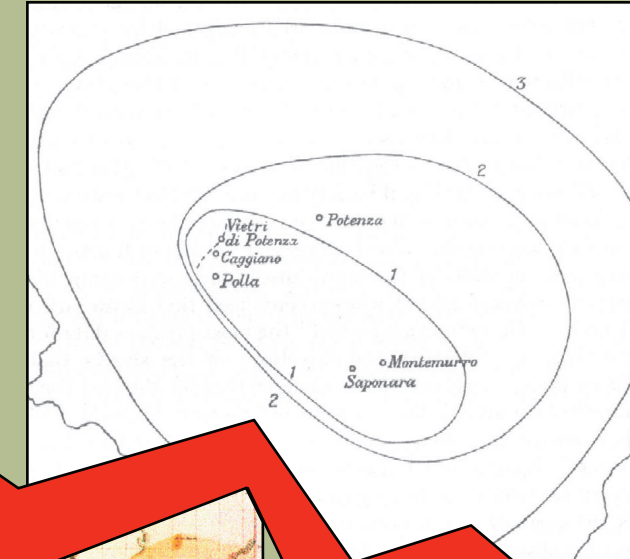 3
2
Potenza
Vietri
di Potenza
Caggiano
Polla
1
Montemurro
Saponara
1
2